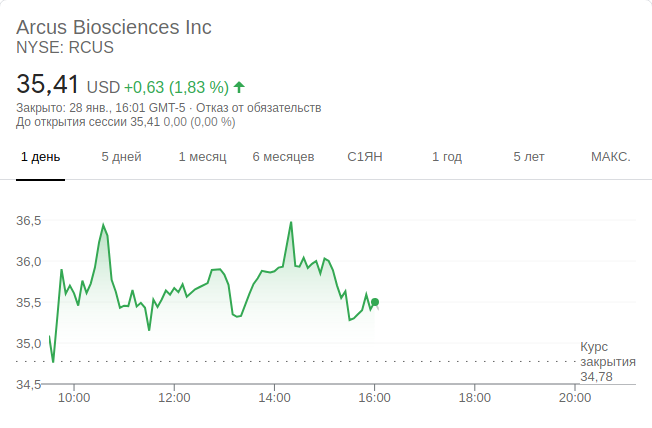 Arcus Biosciences Inc
NYSE: RCUS
35,41 USD +0,63 (1,83 %)
Закрыто: 28 янв., 16:01 GMT-5 · Отказ от обязательств
До открытия сессии 35,41 0,00 (0,00 %)
1 день 5 дней 1 месяц 6 месяцев С1ЯН 1 год 5 лет МАКС.
36,5
36,0
35,5
35,0
Курс
закрытия
34,78
34,5
10:00 12:00 14:00 16:00 18:00 20:00